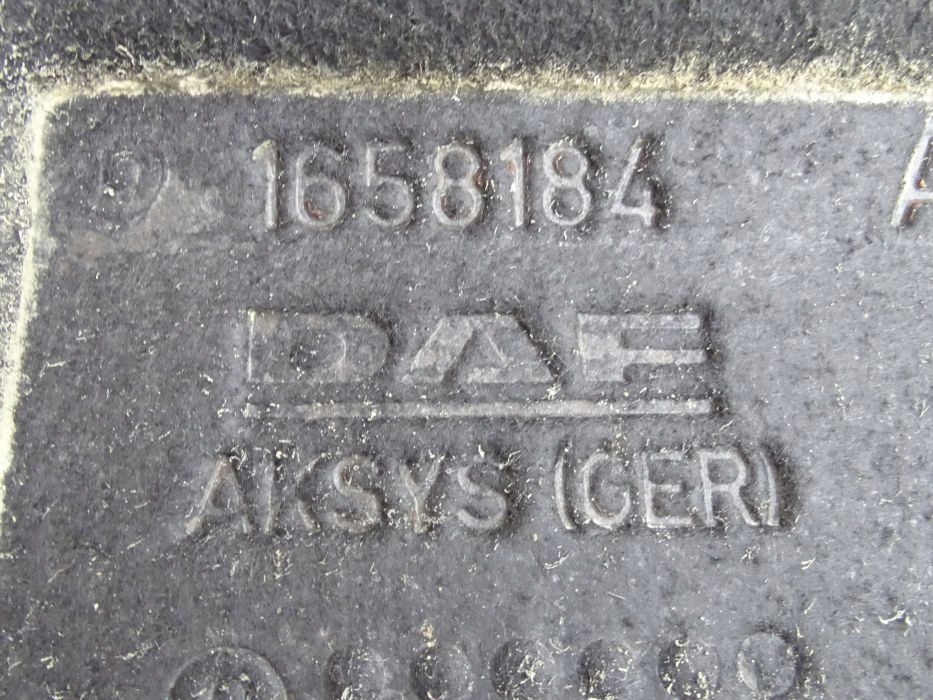 1658184 A
DAF
AKSYS (GER)